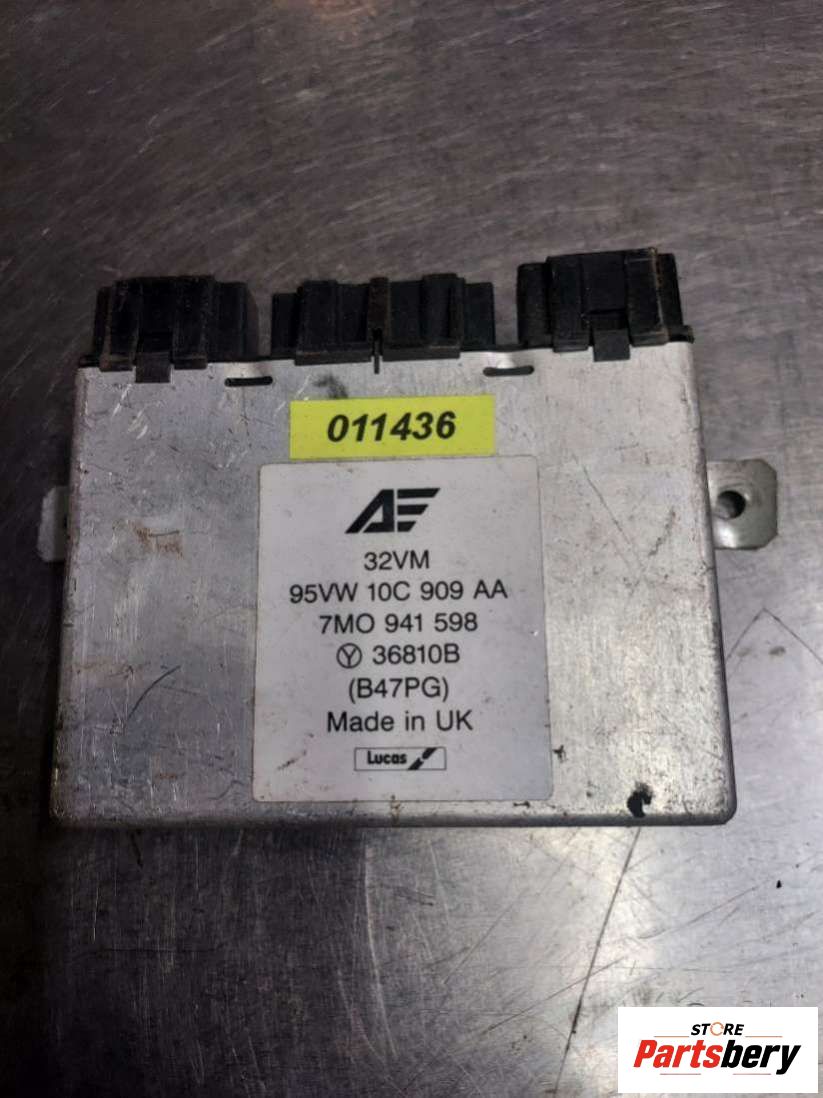 011436
AE
32VM
95VW 10C 909 AA
7MO 941 598
Ⓨ 36810B
(B47PG)
Made in UK
Lucas
STORE
Partsbery